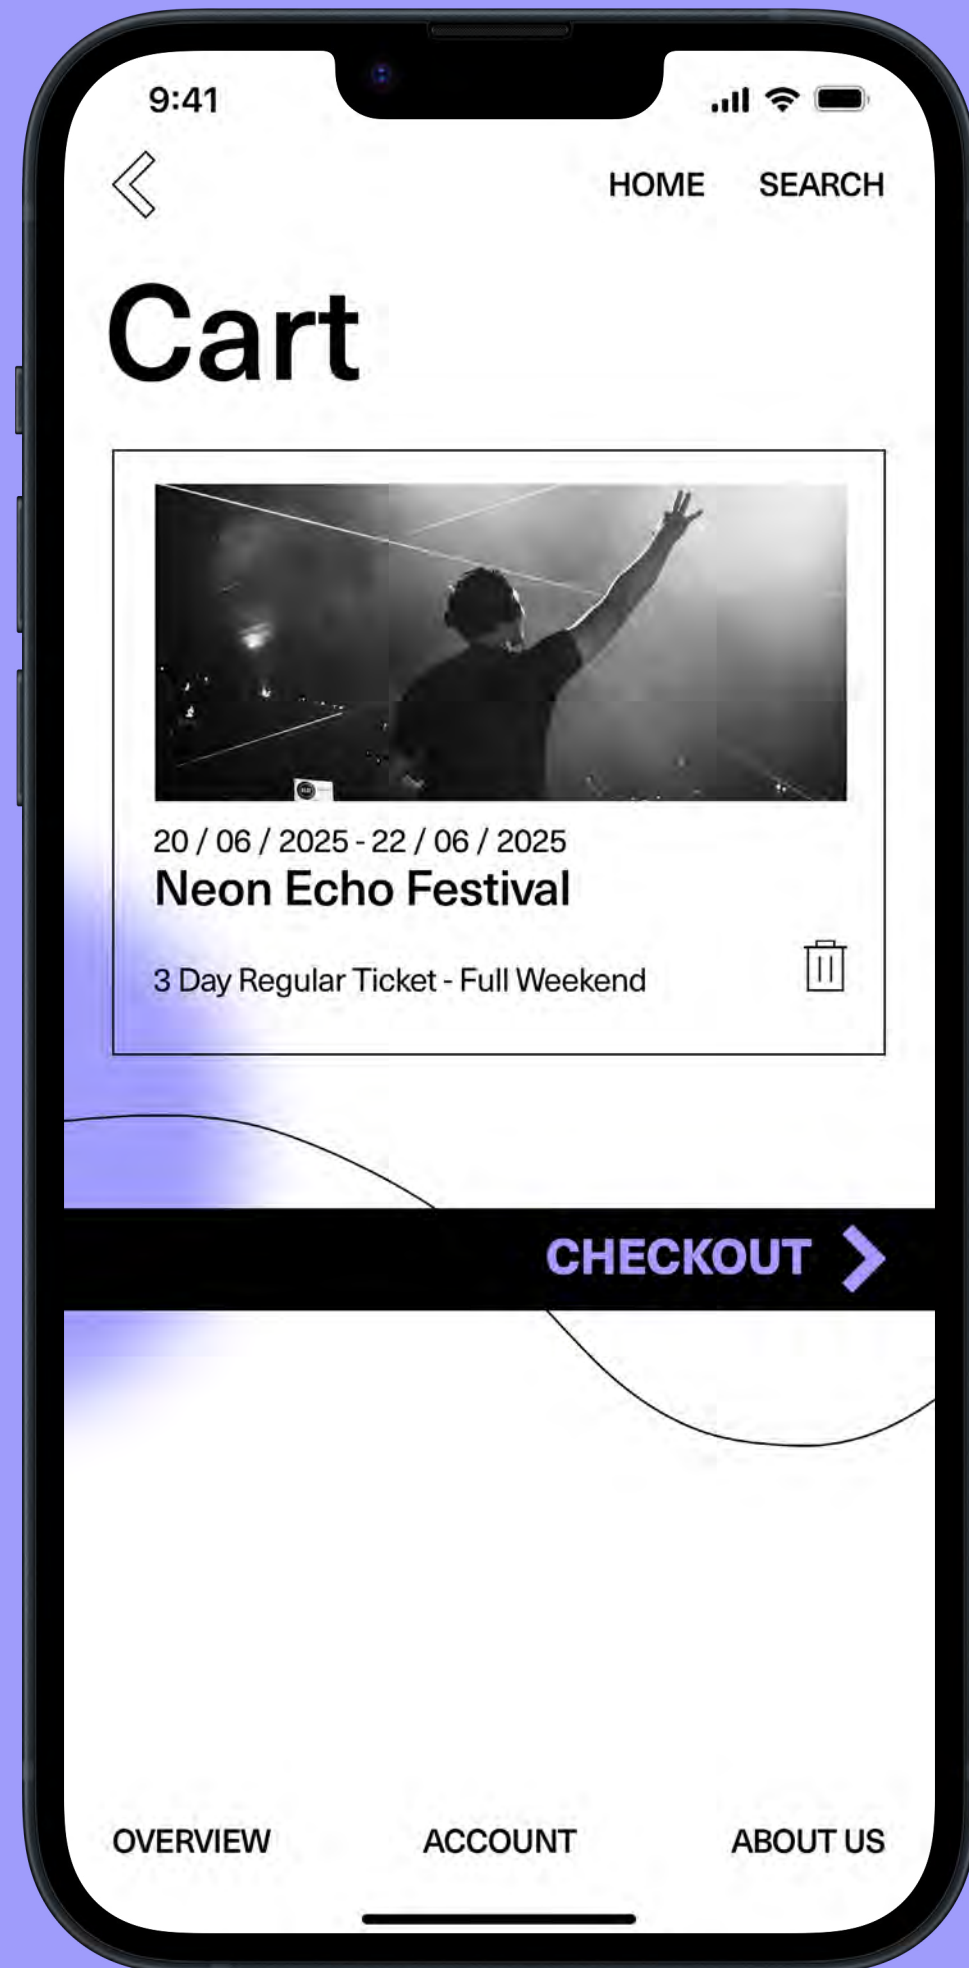 9:41
HOME SEARCH
Cart
20 / 06 / 2025 - 22 / 06 / 2025
Neon Echo Festival
3 Day Regular Ticket - Full Weekend
CHECKOUT
OVERVIEW ACCOUNT ABOUT US